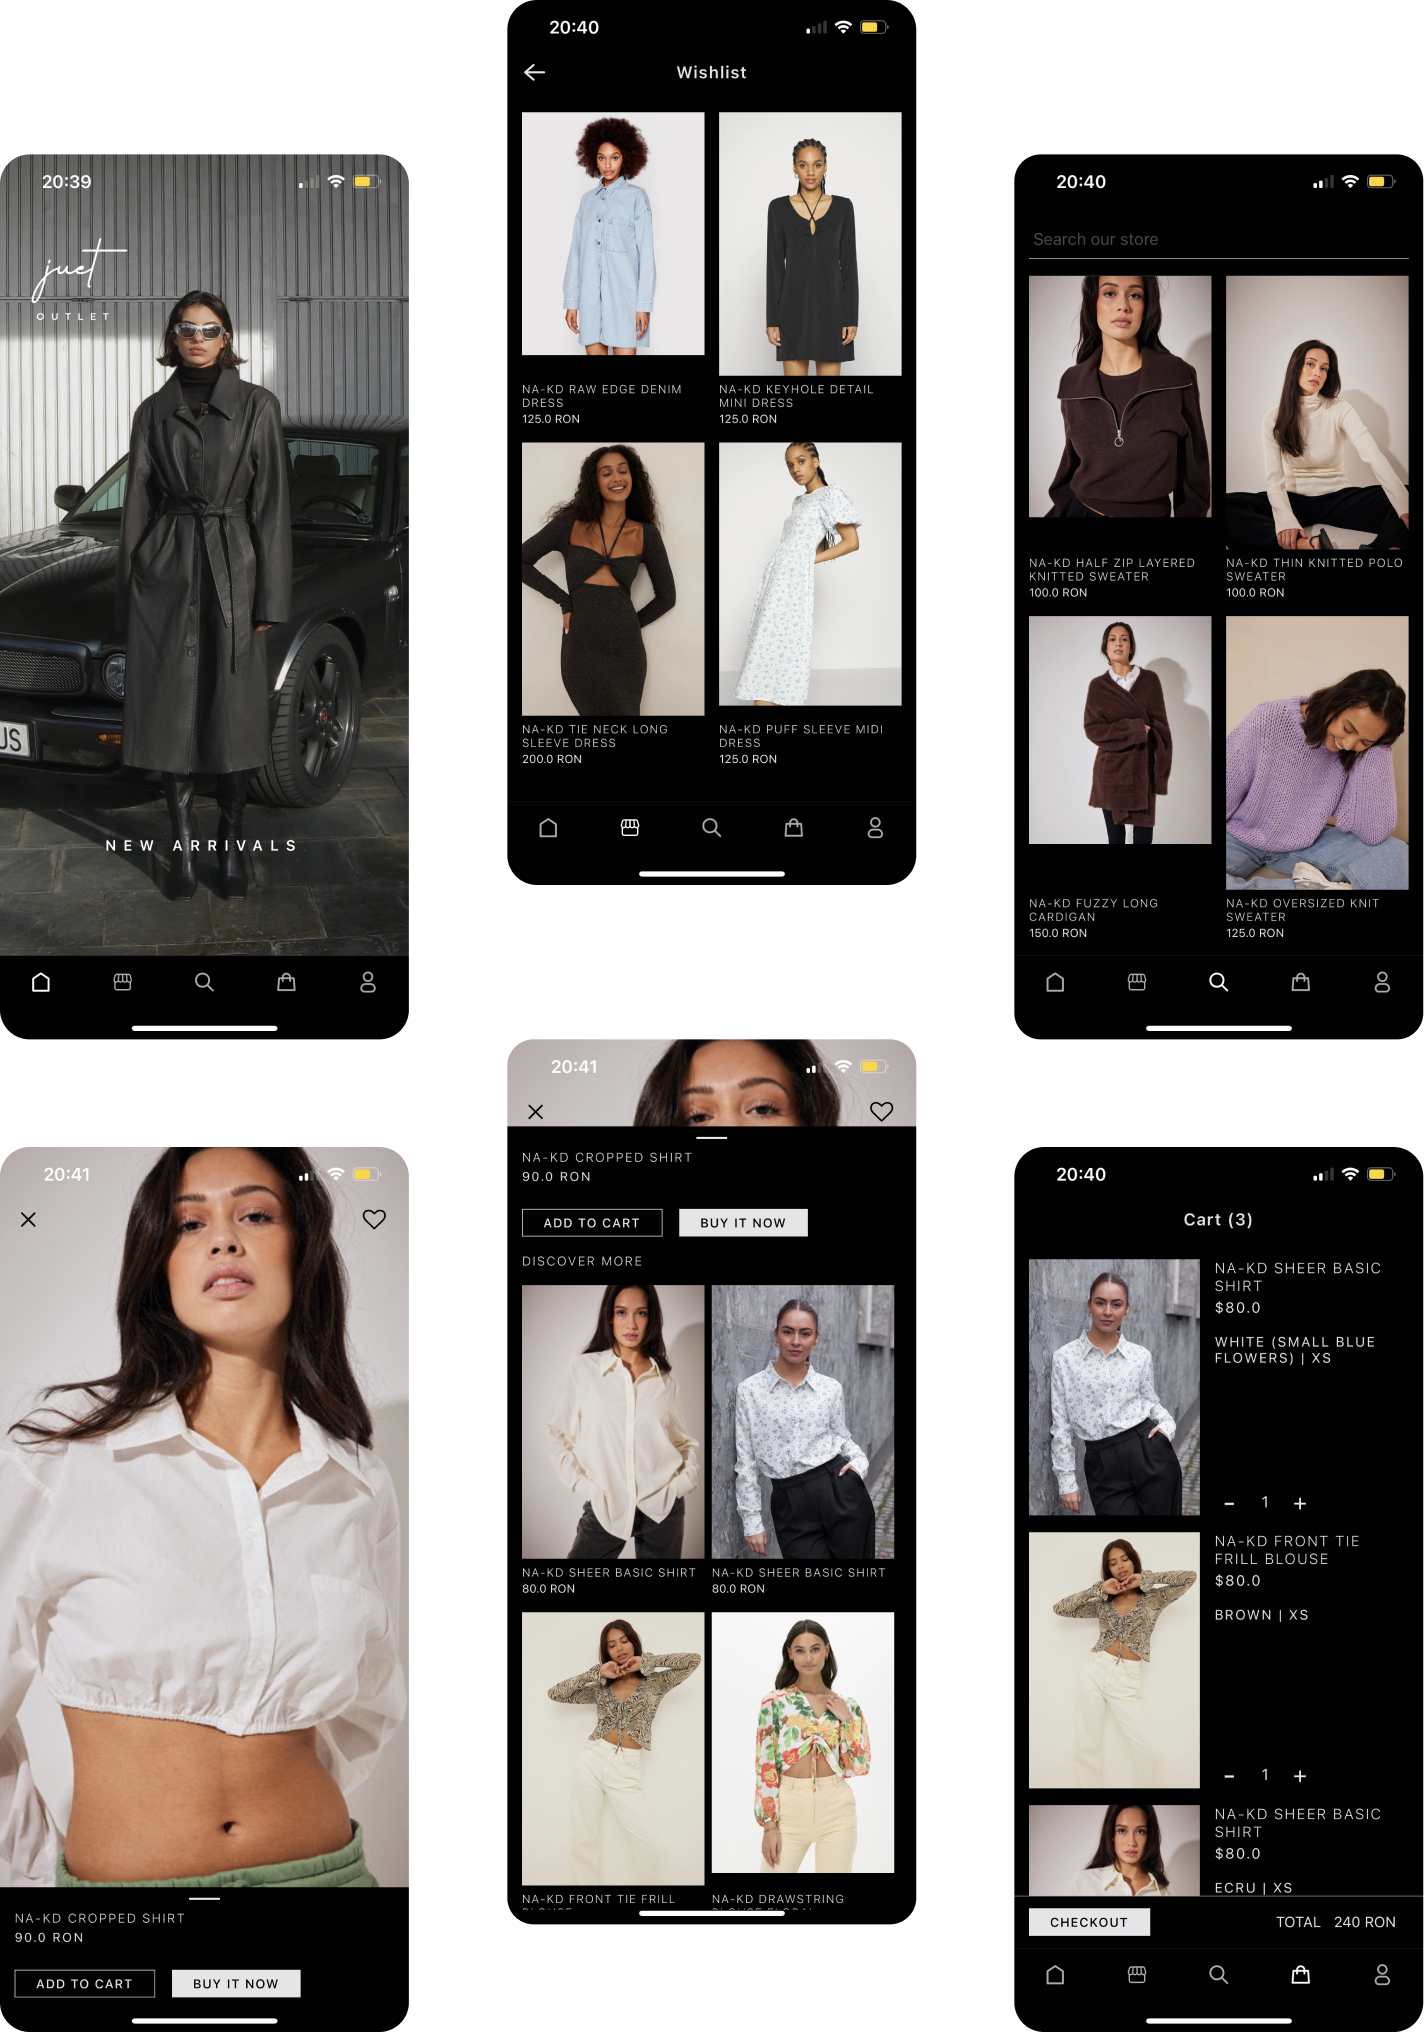 20:39
juet
OUTLET
US
NEW ARRIVALS
20:40
Wishlist
NA-KD RAW EDGE DENIM
DRESS
125.0 RON
NA-KD KEYHOLE DETAIL
MINI DRESS
125.0 RON
NA-KD TIE NECK LONG
SLEEVE DRESS
200.0 RON
NA-KD PUFF SLEEVE MIDI
DRESS
125.0 RON
20:40
Search our store
NA-KD HALF ZIP LAYERED
KNITTED SWEATER
100.0 RON
NA-KD THIN KNITTED POLO
SWEATER
100.0 RON
NA-KD FUZZY LONG
CARDIGAN
150.0 RON
NA-KD OVERSIZED KNIT
SWEATER
125.0 RON
20:41
NA-KD CROPPED SHIRT
90.0 RON
ADD TO CART
BUY IT NOW
20:41
NA-KD CROPPED SHIRT
90.0 RON
ADD TO CART
BUY IT NOW
DISCOVER MORE
NA-KD SHEER BASIC SHIRT
80.0 RON
NA-KD SHEER BASIC SHIRT
80.0 RON
NA-KD FRONT TIE FRILL
NA-KD DRAWSTRING
20:40
Cart (3)
NA-KD SHEER BASIC
SHIRT
$80.0
WHITE (SMALL BLUE
FLOWERS) | XS
- 1 +
NA-KD FRONT TIE
FRILL BLOUSE
$80.0
BROWN | XS
- 1 +
NA-KD SHEER BASIC
SHIRT
$80.0
ECRU | XS
CHECKOUT
TOTAL 240 RON